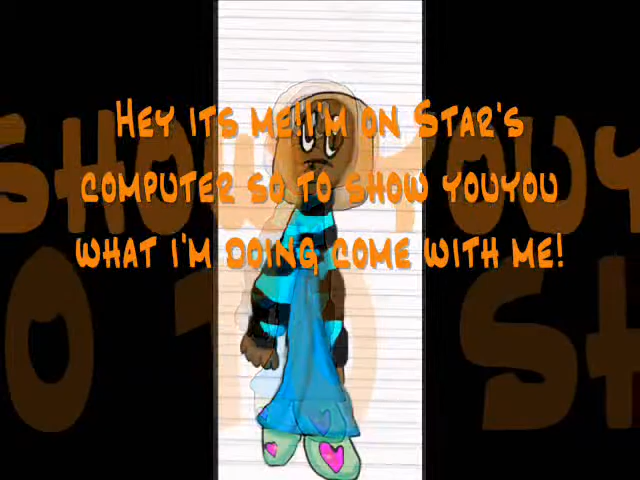 Hey its me!I'm on Star's
computer so to show youyou
what i'm doing come with me!